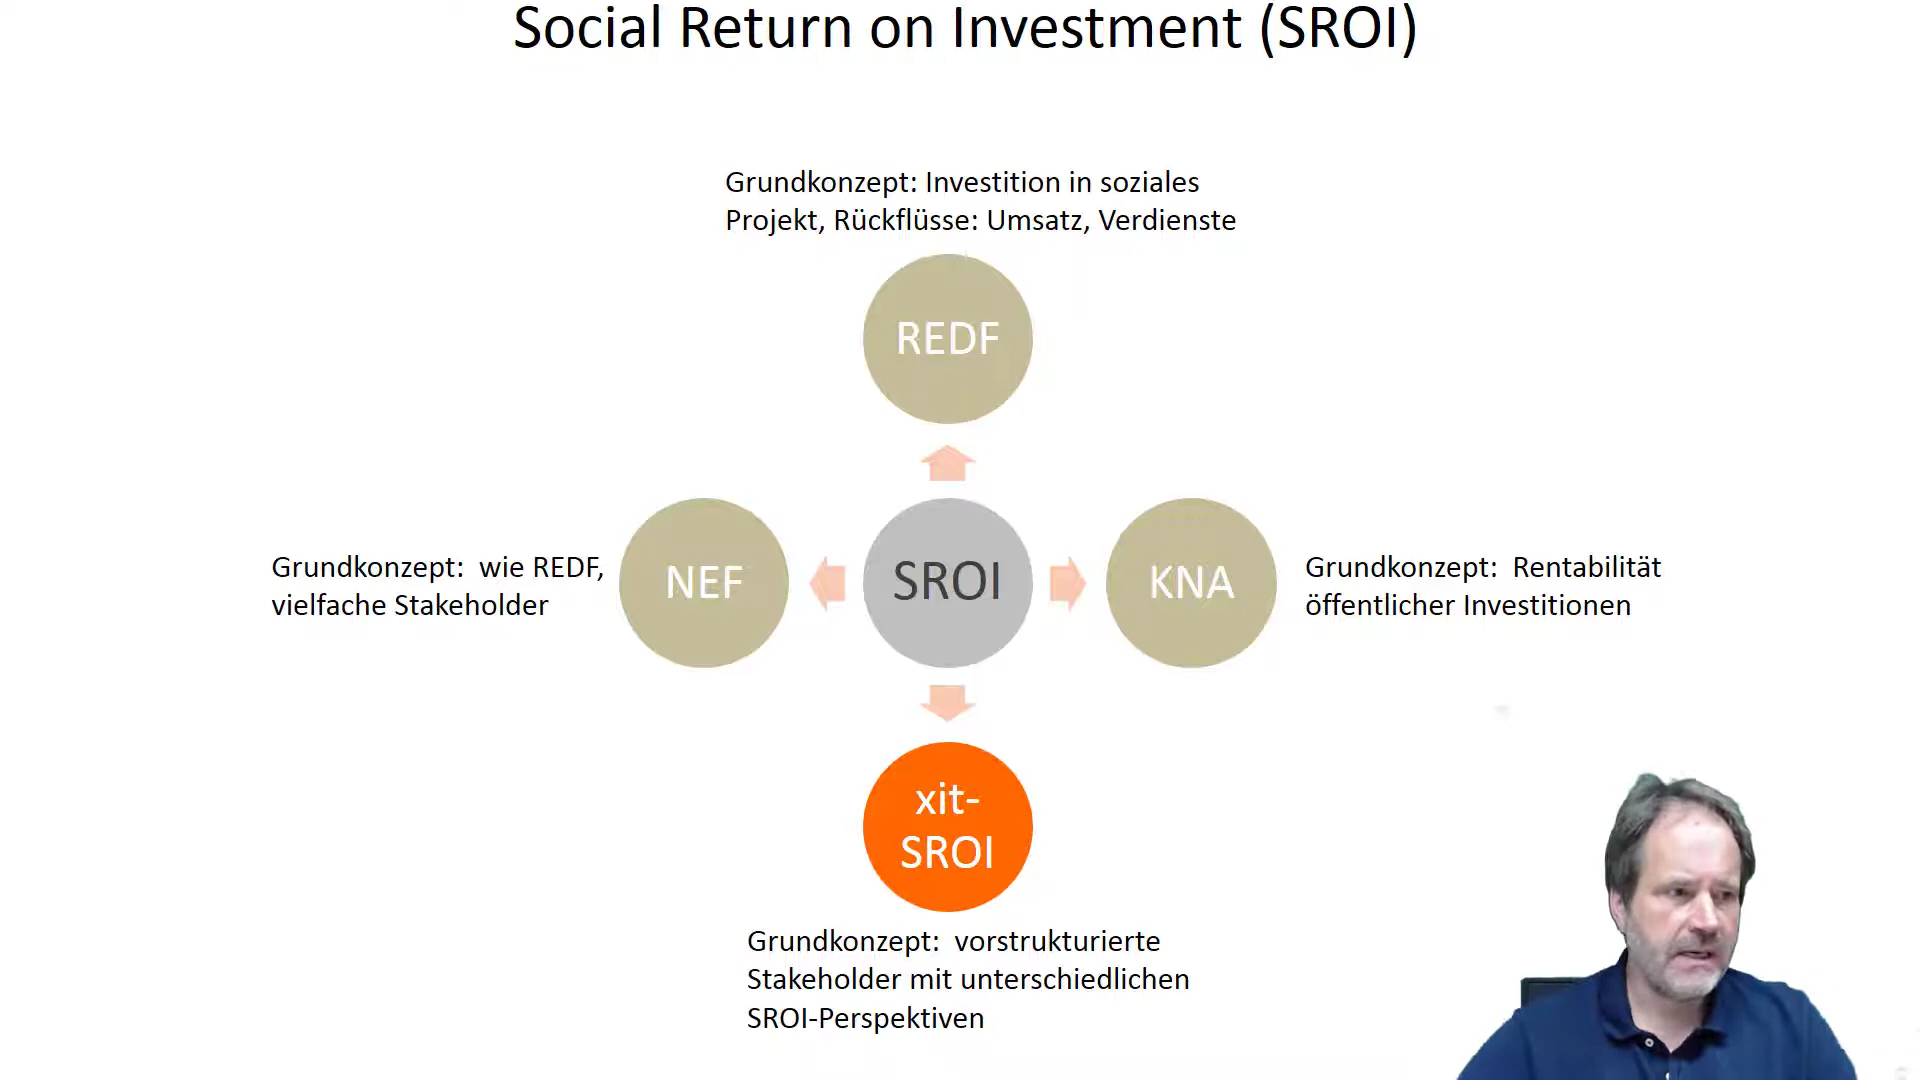 Social Return on Investment (SROI)
Grundkonzept: Investition in soziales
Projekt, Rückflüsse: Umsatz, Verdienste
REDF
Grundkonzept:  wie REDF,
vielfache Stakeholder
NEF
SROI
KNA
Grundkonzept:  Rentabilität
öffentlicher Investitionen
xit-
SROI
Grundkonzept:  vorstrukturierte
Stakeholder mit unterschiedlichen
SROI-Perspektiven